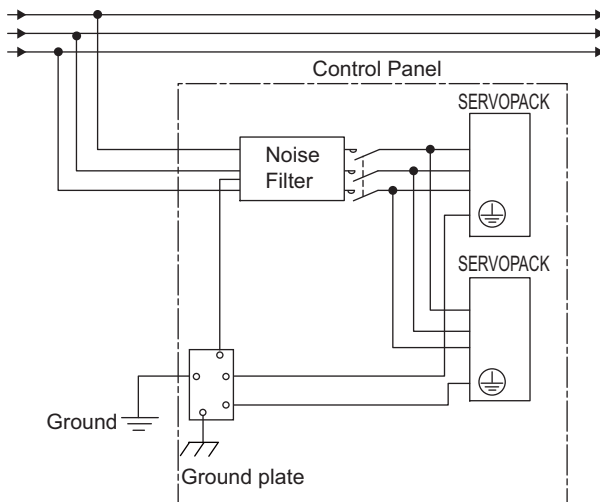 Control Panel
SERVOPACK
Noise
Filter
SERVOPACK
Ground
Ground plate